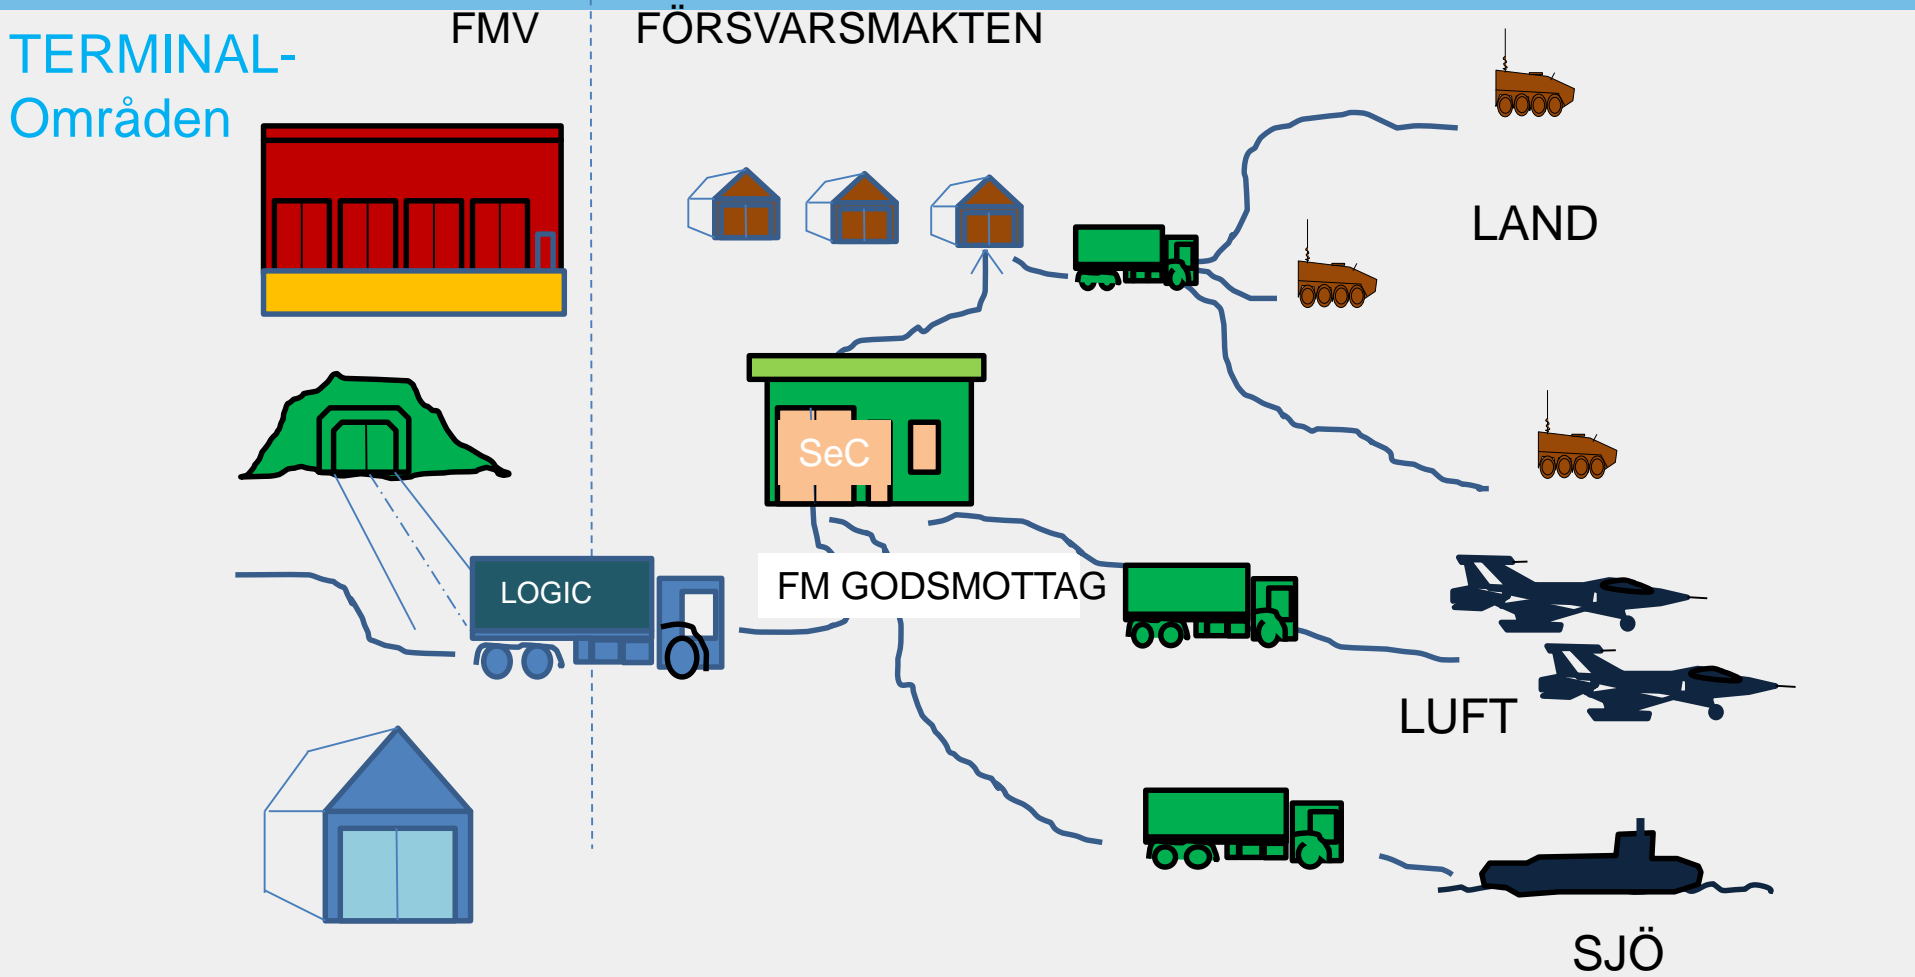 TERMINAL-
Områden
FMV
FÖRSVARSMAKTEN
LAND
SeC
LOGIC
FM GODSMOTTAG
LUFT
SJÖ